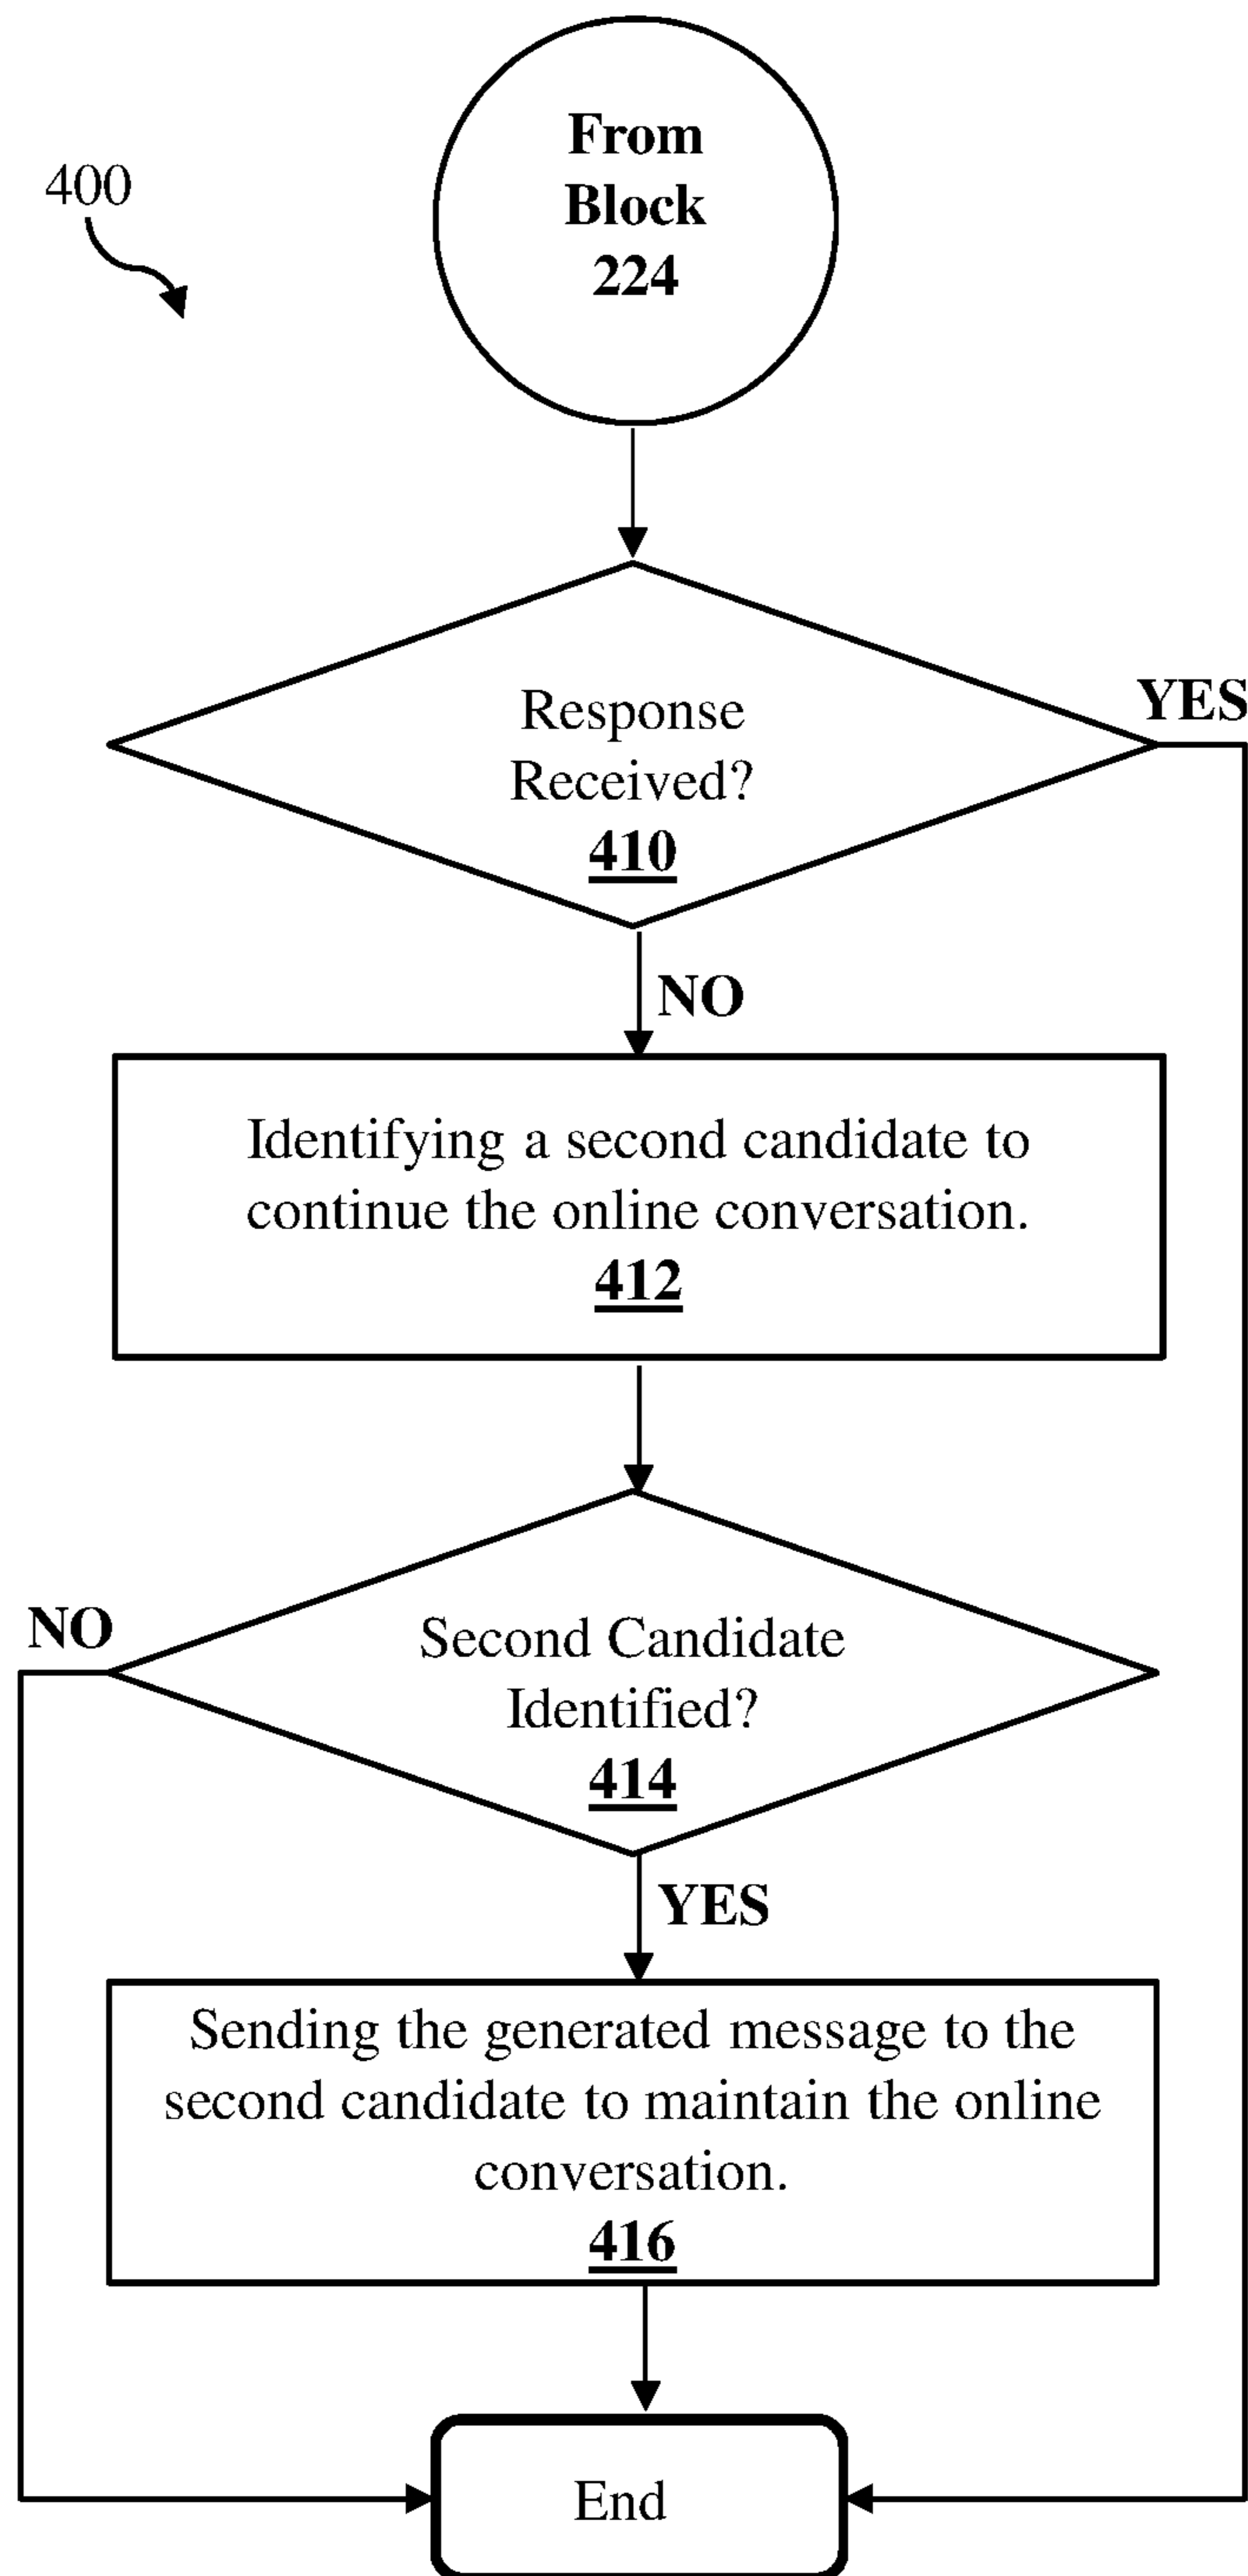 From
Block
224
400
Response
Received?
410
YES
NO
Identifying a second candidate to
continue the online conversation.
412
NO
Second Candidate
Identified?
414
YES
Sending the generated message to the
second candidate to maintain the online
conversation.
416
End